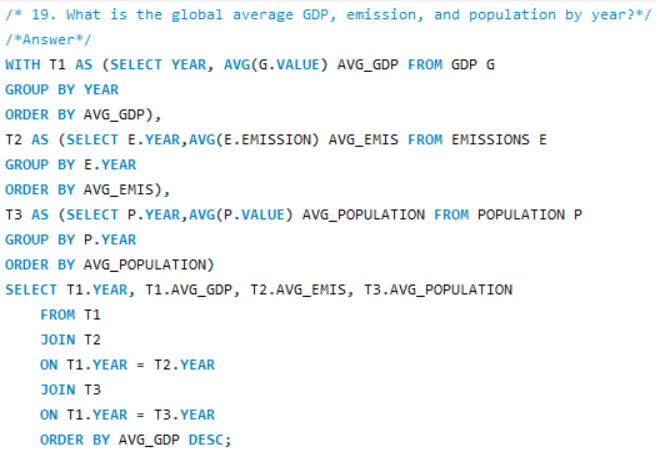 /* 19. What is the global average GDP, emission, and population by year?*/
/*Answer*/
WITH T1 AS (SELECT YEAR, AVG(G.VALUE) AVG_GDP FROM GDP G
GROUP BY YEAR
ORDER BY AVG_GDP),
T2 AS (SELECT E.YEAR,AVG(E.EMISSION) AVG_EMIS FROM EMISSIONS E
GROUP BY E.YEAR
ORDER BY AVG_EMIS),
T3 AS (SELECT P.YEAR,AVG(P.VALUE) AVG_POPULATION FROM POPULATION P
GROUP BY P.YEAR
ORDER BY AVG_POPULATION)
SELECT T1.YEAR, T1.AVG_GDP, T2.AVG_EMIS, T3.AVG_POPULATION
FROM T1
JOIN T2
ON T1.YEAR = T2.YEAR
JOIN T3
ON T1.YEAR = T3.YEAR
ORDER BY AVG_GDP DESC;